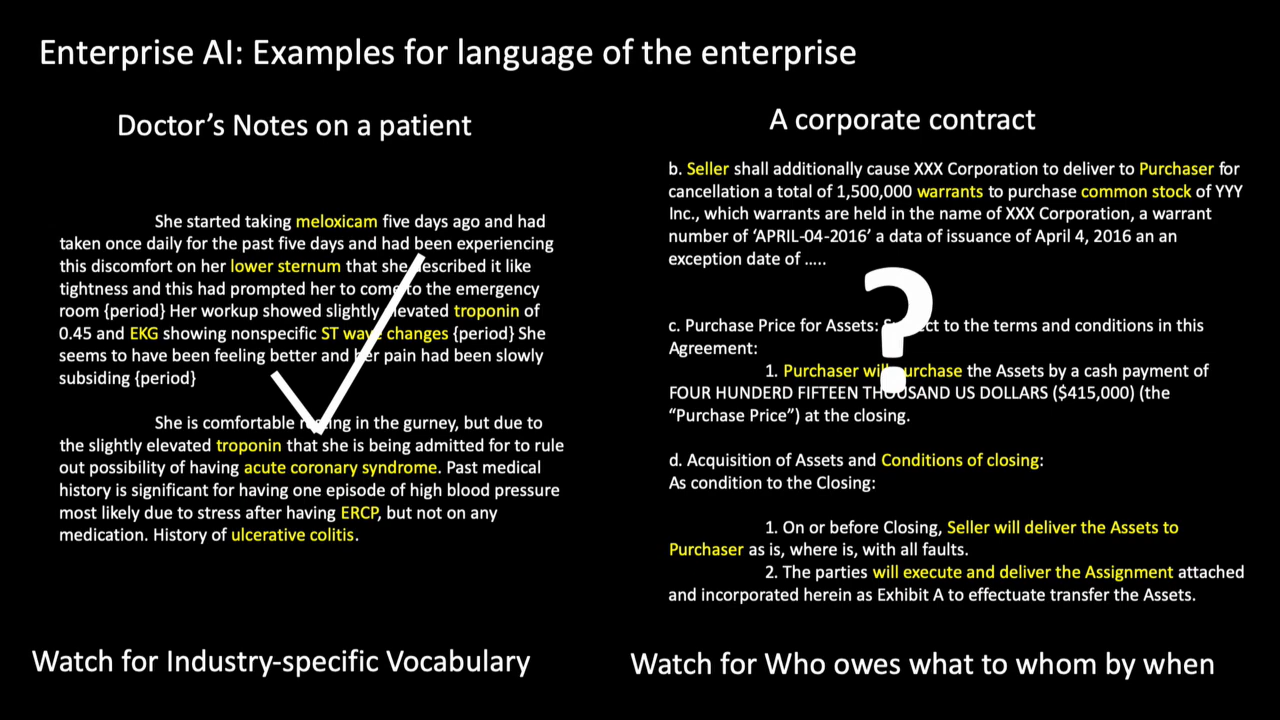 Enterprise AI: Examples for language of the enterprise
Doctor's Notes on a patient
She started taking meloxicam five days ago and had
taken once daily for the past five days and had been experiencing
this discomfort on her lower sternum that she described it like
tightness and this had prompted her to come to the emergency
room {period} Her workup showed slightly elevated troponin of
0.45 and EKG showing nonspecific ST wave changes {period} She
seems to have been feeling better and her pain had been slowly
subsiding {period}
She is comfortable resting in the gurney, but due to
the slightly elevated troponin that she is being admitted for to rule
out possibility of having acute coronary syndrome. Past medical
history is significant for having one episode of high blood pressure
most likely due to stress after having ERCP, but not on any
medication. History of ulcerative colitis.
Watch for Industry-specific Vocabulary
A corporate contract
b. Seller shall additionally cause XXX Corporation to deliver to Purchaser for
cancellation a total of 1,500,000 warrants to purchase common stock of YYY
Inc., which warrants are held in the name of XXX Corporation, a warrant
number of ‘APRIL-04-2016’ a data of issuance of April 4, 2016 an an
exception date of …..
?
c. Purchase Price for Assets: Subject to the terms and conditions in this
Agreement:
1. Purchaser will purchase the Assets by a cash payment of
FOUR HUNDERD FIFTEEN THOUSAND US DOLLARS ($415,000) (the
“Purchase Price”) at the closing.
d. Acquisition of Assets and Conditions of closing:
As condition to the Closing:
1. On or before Closing, Seller will deliver the Assets to
Purchaser as is, where is, with all faults.
2. The parties will execute and deliver the Assignment attached
and incorporated herein as Exhibit A to effectuate transfer the Assets.
Watch for Who owes what to whom by when